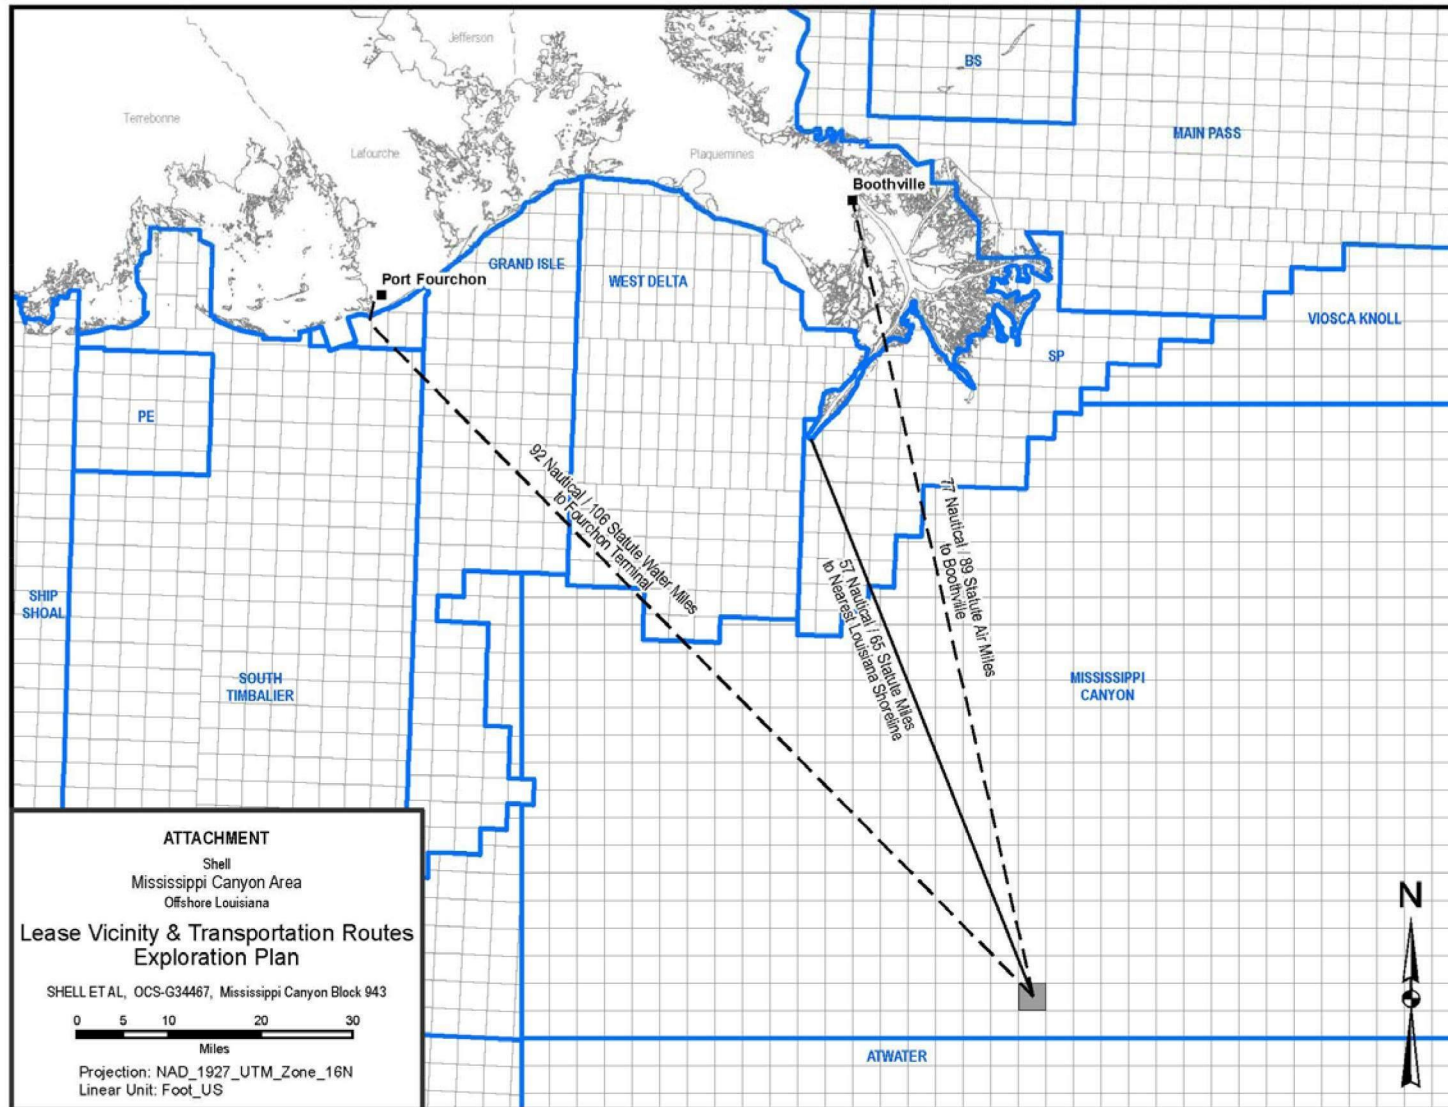 Jefferson
BS
Terrebonne
MAIN PASS
Lafourche
Plaquemines
Boothville
GRAND ISLE
Port Fourchon
WEST DELTA
VIOSCA KNOLL
SP
PE
92 Nautical / 106 Statute Water Miles
to Fourchon Terminal
77 Nautical / 89 Statute Air Miles
to Boothville
57 Nautical / 65 Statute Miles
to Nearest Louisiana Shoreline
SHIP
SHOAL
SOUTH
TIMBALIER
MISSISSIPPI
CANYON
ATTACHMENT
Shell
Mississippi Canyon Area
Offshore Louisiana
Lease Vicinity & Transportation Routes
Exploration Plan
SHELL ET AL, OCS-G34467, Mississippi Canyon Block 943
0 5 10 20 30
Miles
Projection: NAD_1927_UTM_Zone_16N
Linear Unit: Foot_US
N
ATWATER